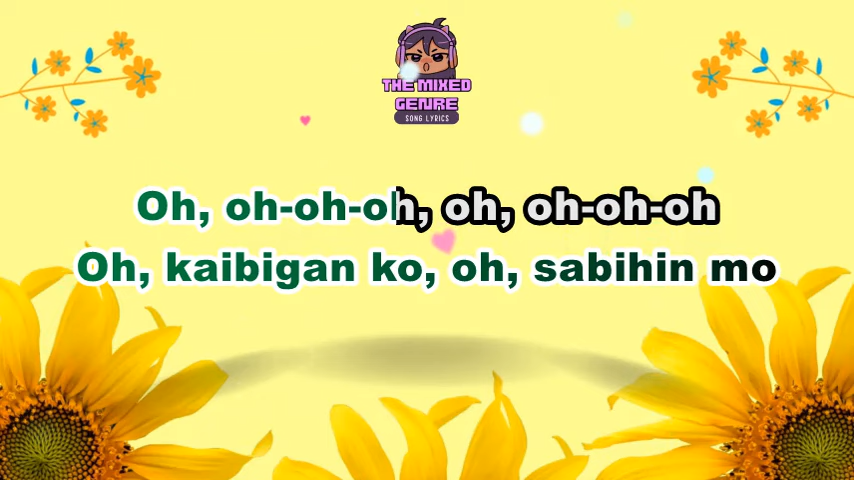 THE MIXED
GENRE
SONG LYRICS
Oh, oh-oh-oh, oh, oh-oh-oh
Oh, kaibigan ko, oh, sabihin mo